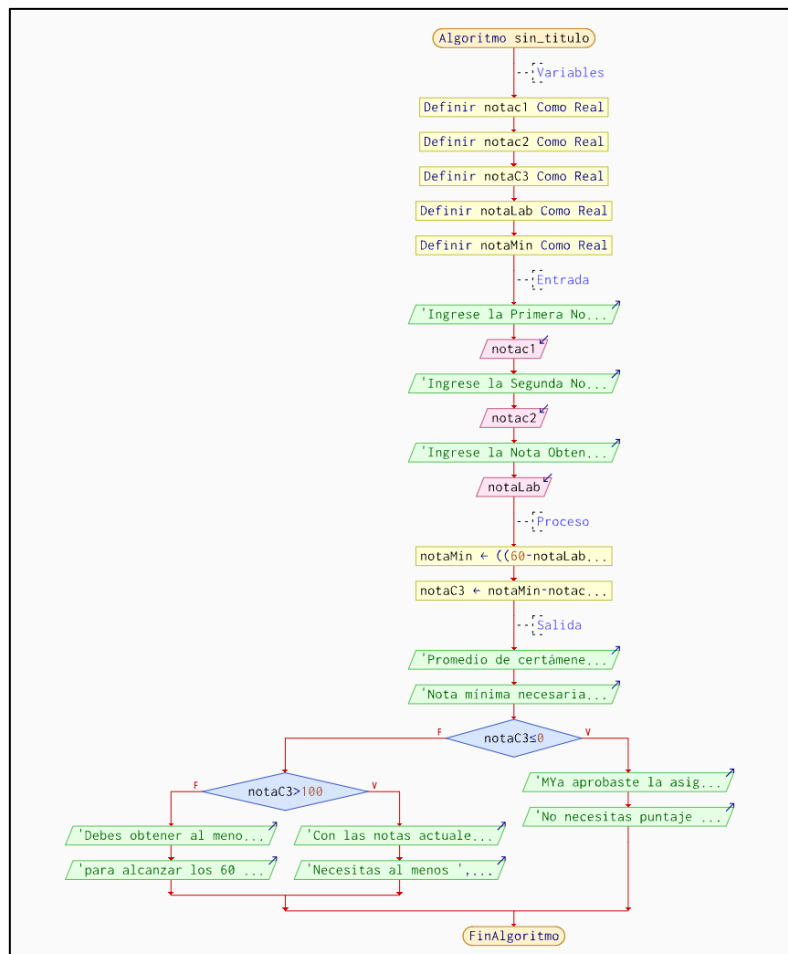 Algoritmo sin_titulo
Variables
Definir notac1 Como Real
Definir notac2 Como Real
Definir notaC3 Como Real
Definir notaLab Como Real
Definir notaMin Como Real
Entrada
'Ingrese la Primera No...
notac1
'Ingrese la Segunda No...
notac2
'Ingrese la Nota Obten...
notaLab
Proceso
notaMin ← ((60-notaLab...
notaC3 ← notaMin-notac...
Salida
'Promedio de certámene...
'Nota mínima necesaria...
F
notaC3≤0
V
'MYa aprobaste la asig...
F
notaC3>100
V
'No necesitas puntaje ...
'Debes obtener al meno...
'Con las notas actuale...
'para alcanzar los 60 ...
'Necesitas al menos ',...
FinAlgoritmo